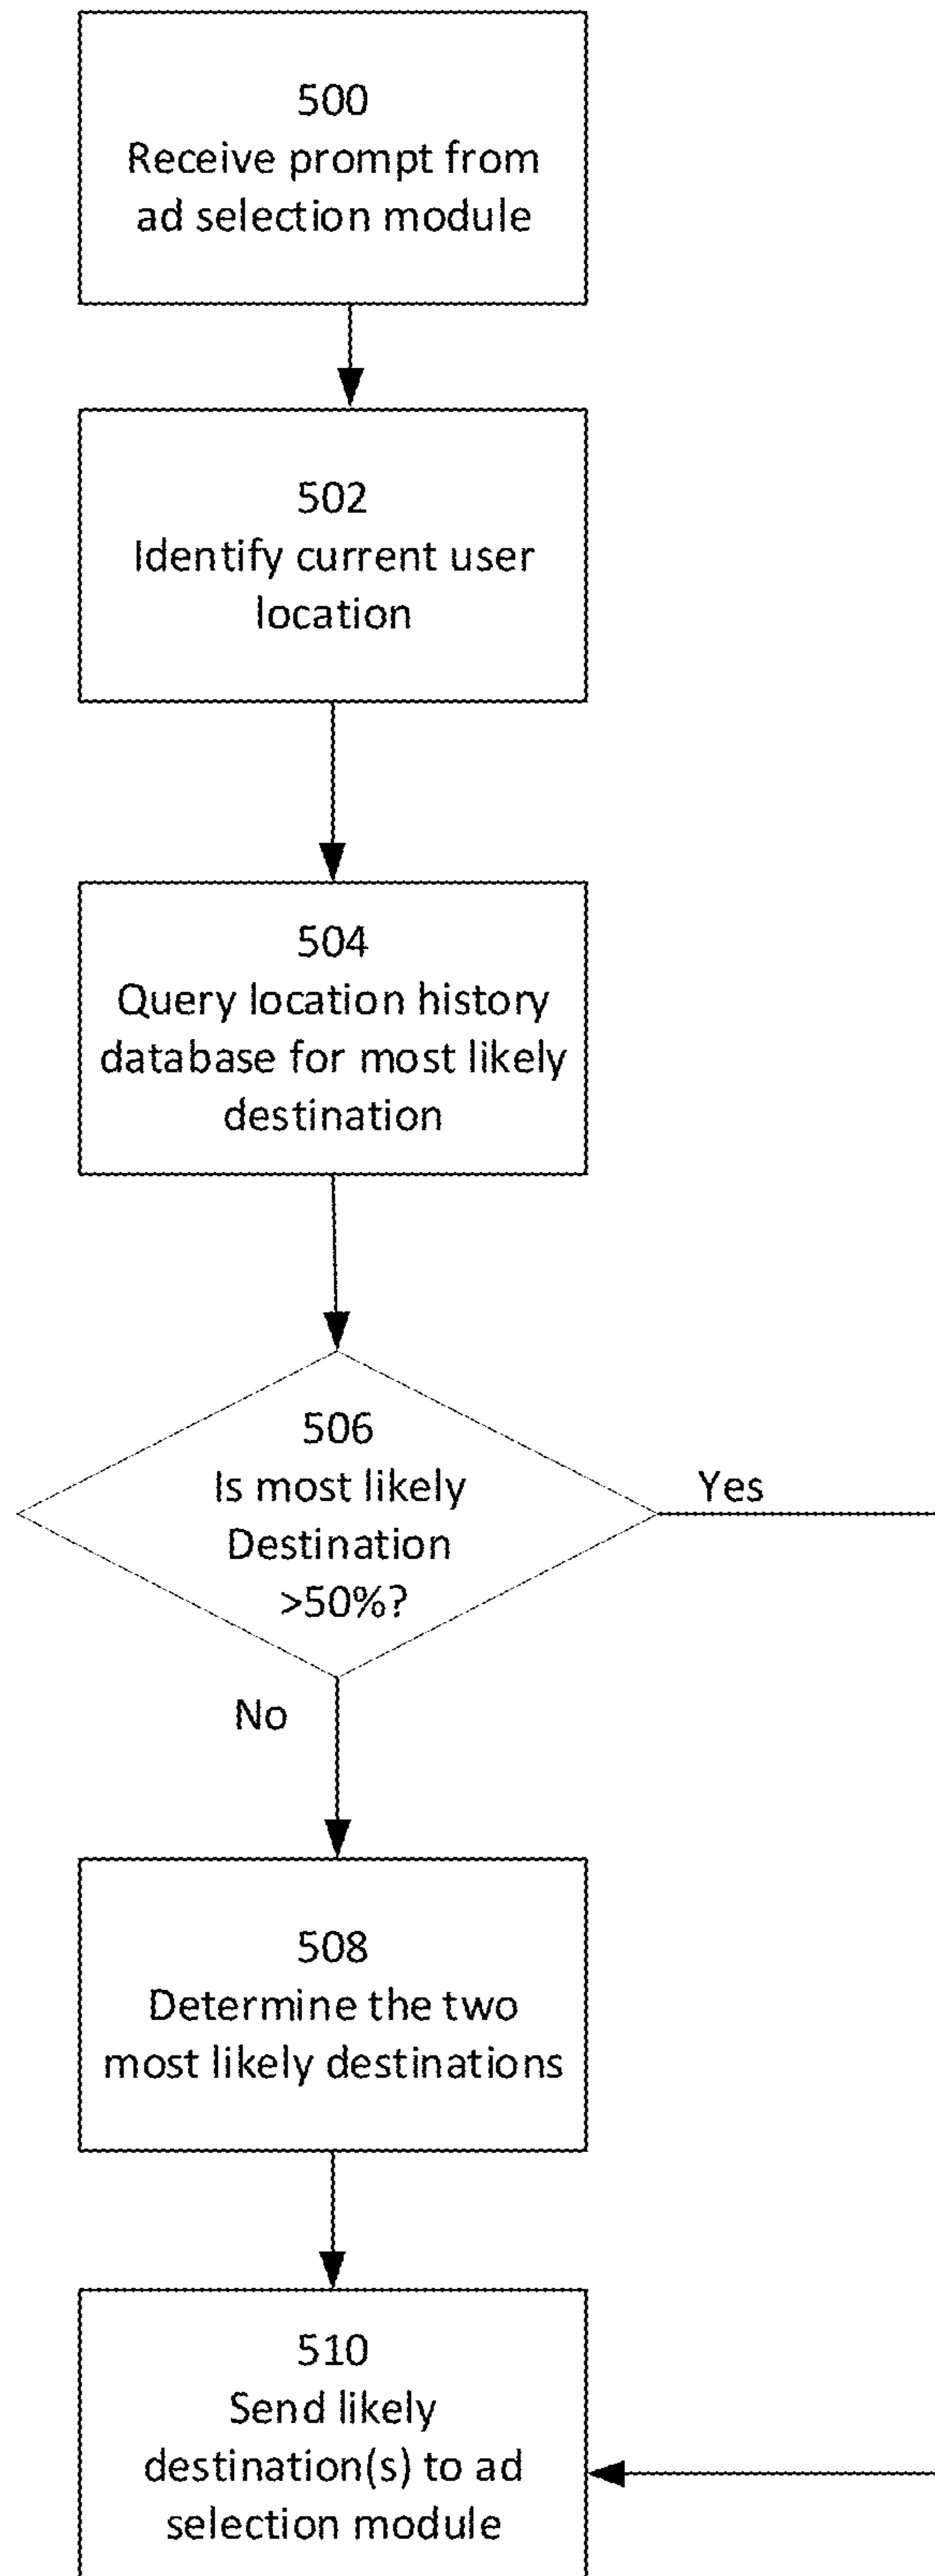 500
Receive prompt from
ad selection module
502
Identify current user
location
504
Query location history
database for most likely
destination
506
Is most likely
Destination
>50%?
Yes
No
508
Determine the two
most likely destinations
510
Send likely
destination(s) to ad
selection module